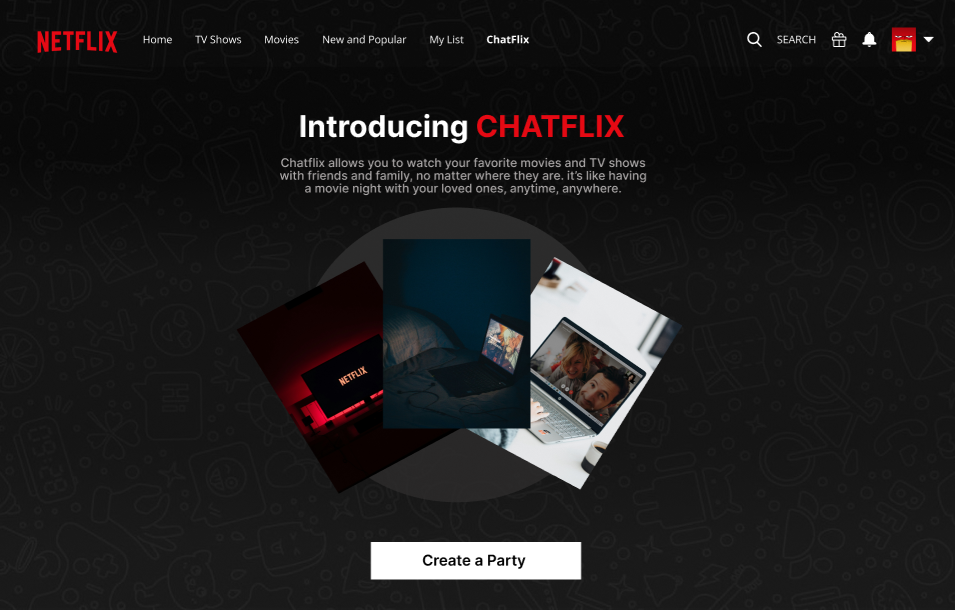 NETFLIX
Home TV Shows Movies New and Popular My List ChatFlix
SEARCH
Introducing CHATFLIX
Chatflix allows you to watch your favorite movies and TV shows
with friends and family, no matter where they are. it's like having
a movie night with your loved ones, anytime, anywhere.
NETFLIX
Create a Party